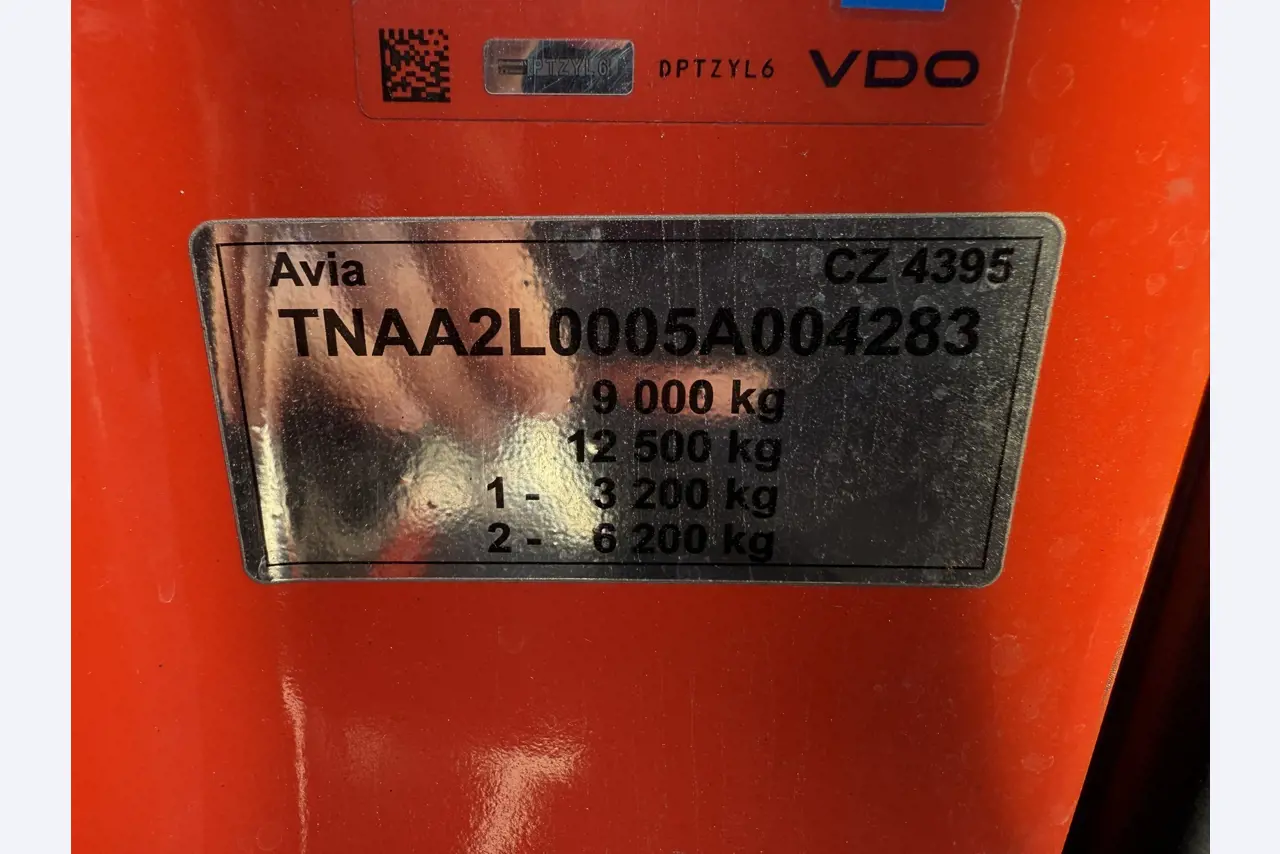 PTZYL6 DPTZYL6 VDO
Avia CZ 4395
TNAA2L0005A004283
9 000 kg
12 500 kg
1 - 3 200 kg
2 - 6 200 kg